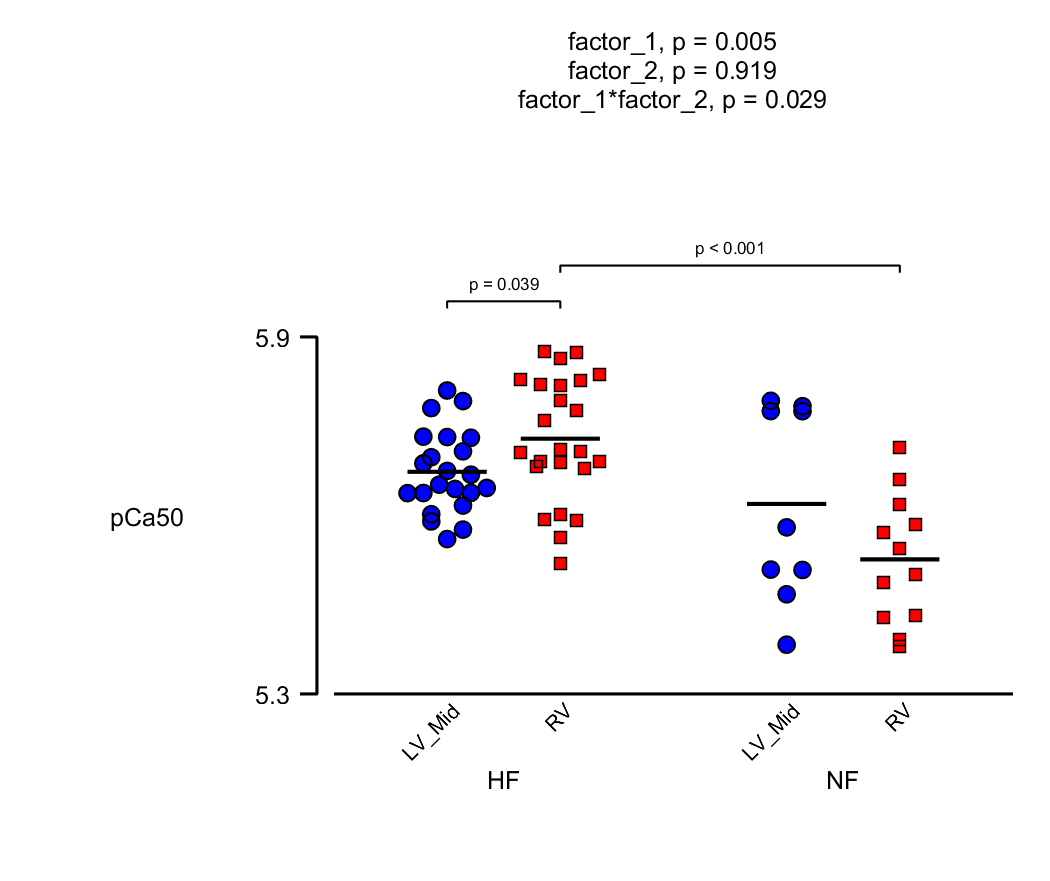 factor_1, p = 0.005
factor_2, p = 0.919
factor_1*factor_2, p = 0.029
p < 0.001
p = 0.039
5.9
pCa50
5.3
LV_Mid
RV
LV_Mid
RV
HF
NF